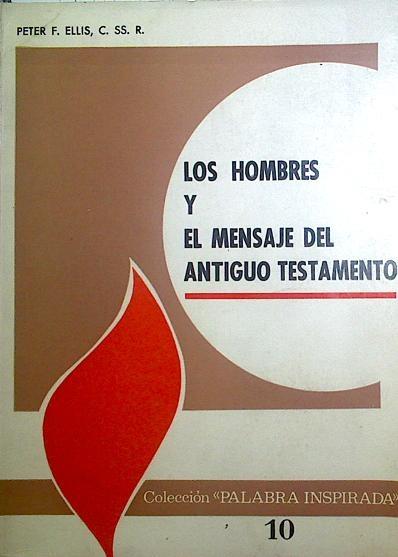 PETER F. ELLIS, C. SS. R.
LOS HOMBRES
Y
EL MENSAJE DEL
ANTIGUO TESTAMENTO
Colección «PALABRA INSPIRADA»
10